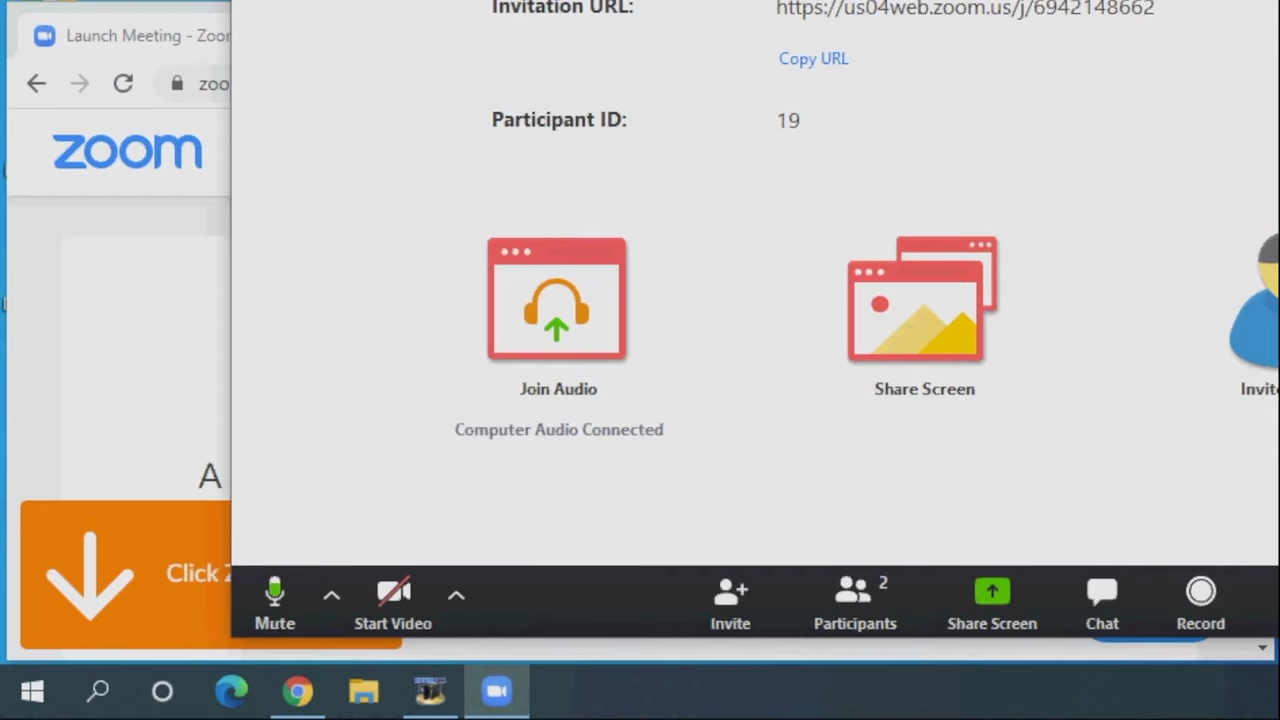 Invitation URL: https://us04web.zoom.us/j/6942148662
Launch Meeting - Zoo
Copy URL
zoo
Participant ID: 19
zoom
Join Audio
Share Screen
Invit
Computer Audio Connected
A
Click
Mute
Start Video
Invite
Participants 2
Share Screen
Chat
Record